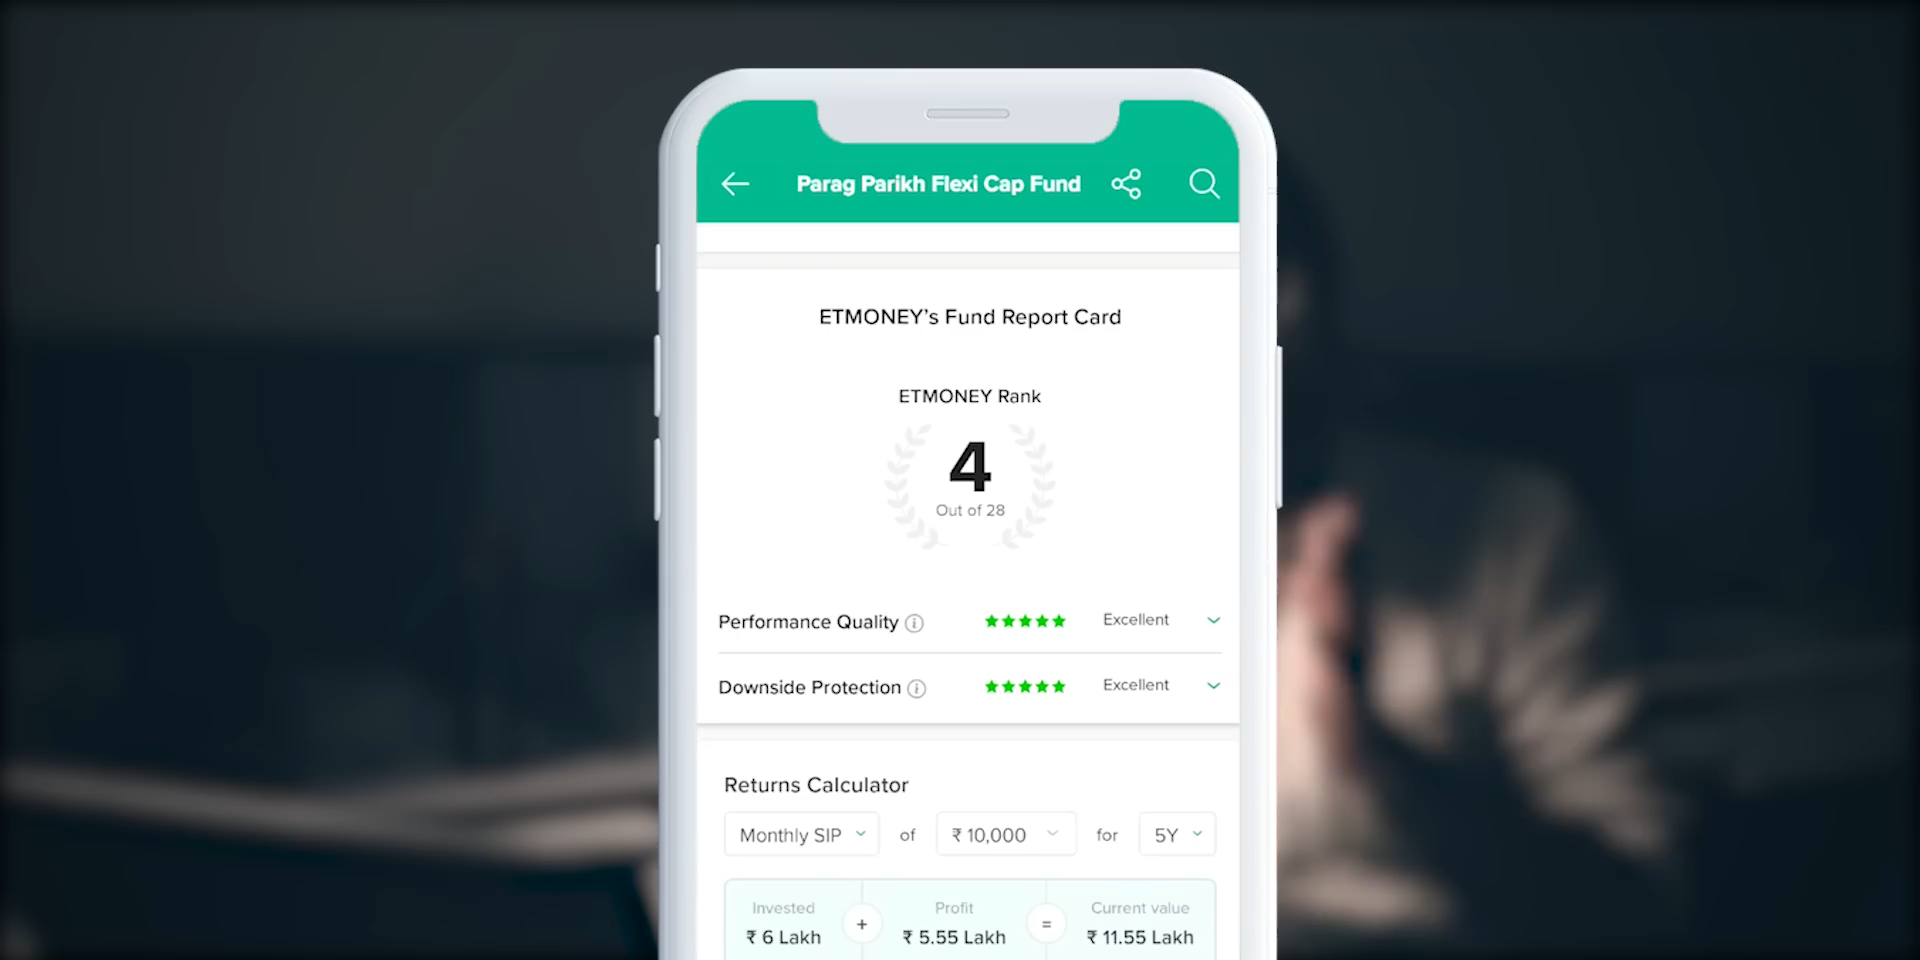 Parag Parikh Flexi Cap Fund
ETMONEY's Fund Report Card
ETMONEY Rank
4
Out of 28
Performance Quality Excellent
Downside Protection Excellent
Returns Calculator
Monthly SIP of ₹ 10,000 for 5Y
Invested + Profit = Current value
₹ 6 Lakh ₹ 5.55 Lakh ₹ 11.55 Lakh